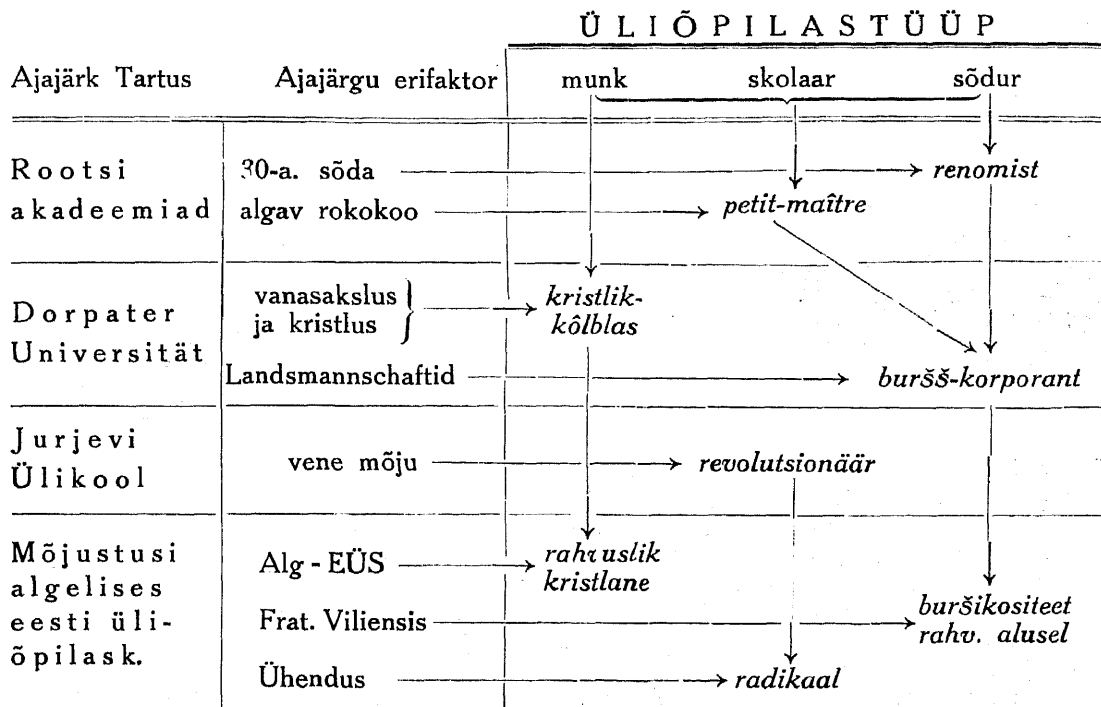 ÜLIÕPILASTÜÜP
Ajajärk Tartus Ajajärgu erifaktor munk skolaar sõdur
Rootsi 30-a. sõda renomist
akadeemiad algav rokokoo petit-maître
vanasakslus kristlik-
ja kristlus kôlblas
Dorpater
Universität
Landsmannschaftid buršš-korporant
Jurjevi
Ülikool
vene mõju revolutsionäär
Mõjustusi
algelises
eesti üli-
õpilask.
Alg-EÜS rahvuslik
kristlane
Frat. Viliensis buršikositeet
rahv. alusel
Ühendus radikaal